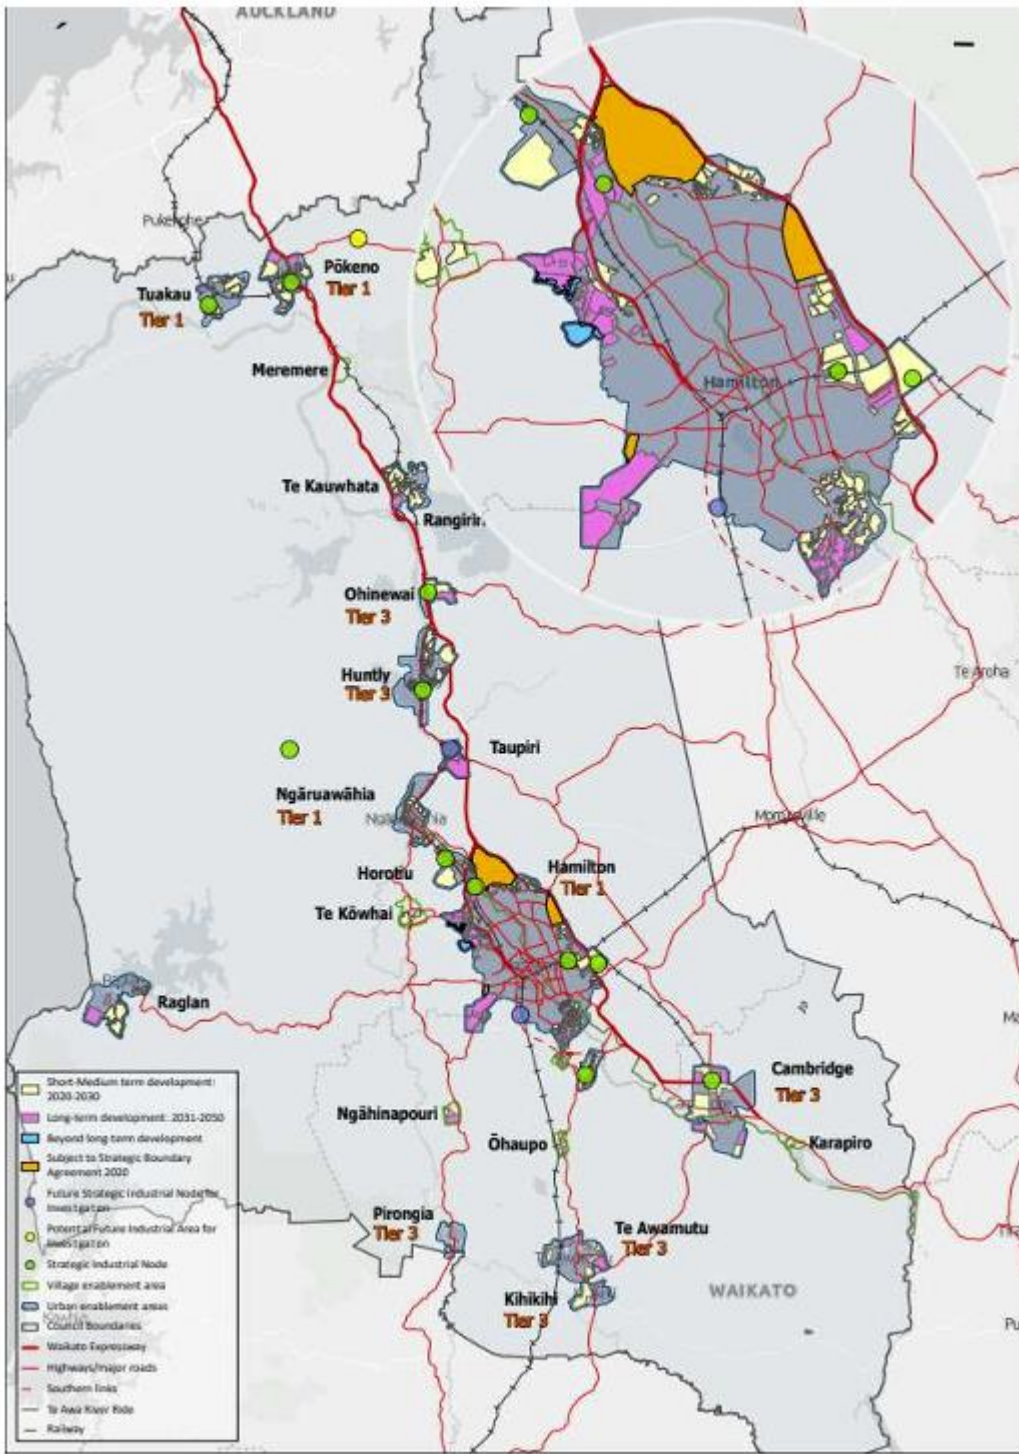 AUCKLAND
Pōkeno
Tier 1
Tuakau
Tier 1
Meremere
Te Kauwhata
Hamilton
Ohinewai
Tier 3
Huntly
Tier 3
Te Aroha
Taupiri
Ngāruawāhia
Tier 1
Horotiu
Hamilton
Tier 1
Te Kōwhai
Raglan
Cambridge
Tier 3
Ngāhinapouri
Ōhaupo
Karapiro
Pirongia
Tier 3
Te Awamutu
Tier 3
Kihikihi
Tier 3
WAIKATO
Short-Medium term development:
2020-2030
Long-term development: 2031-2050
Beyond long term development
Subject to Strategic Boundary
Agreement 2020
Future Strategic Industrial Node for
Investigation
Potential Future Industrial Area for
Strategic Industrial Node
Village enablement area
Urban enablement areas
Council Boundaries
Waikato Expressway
Highways/major roads
Southern links
Te Awa River Ride
Railway